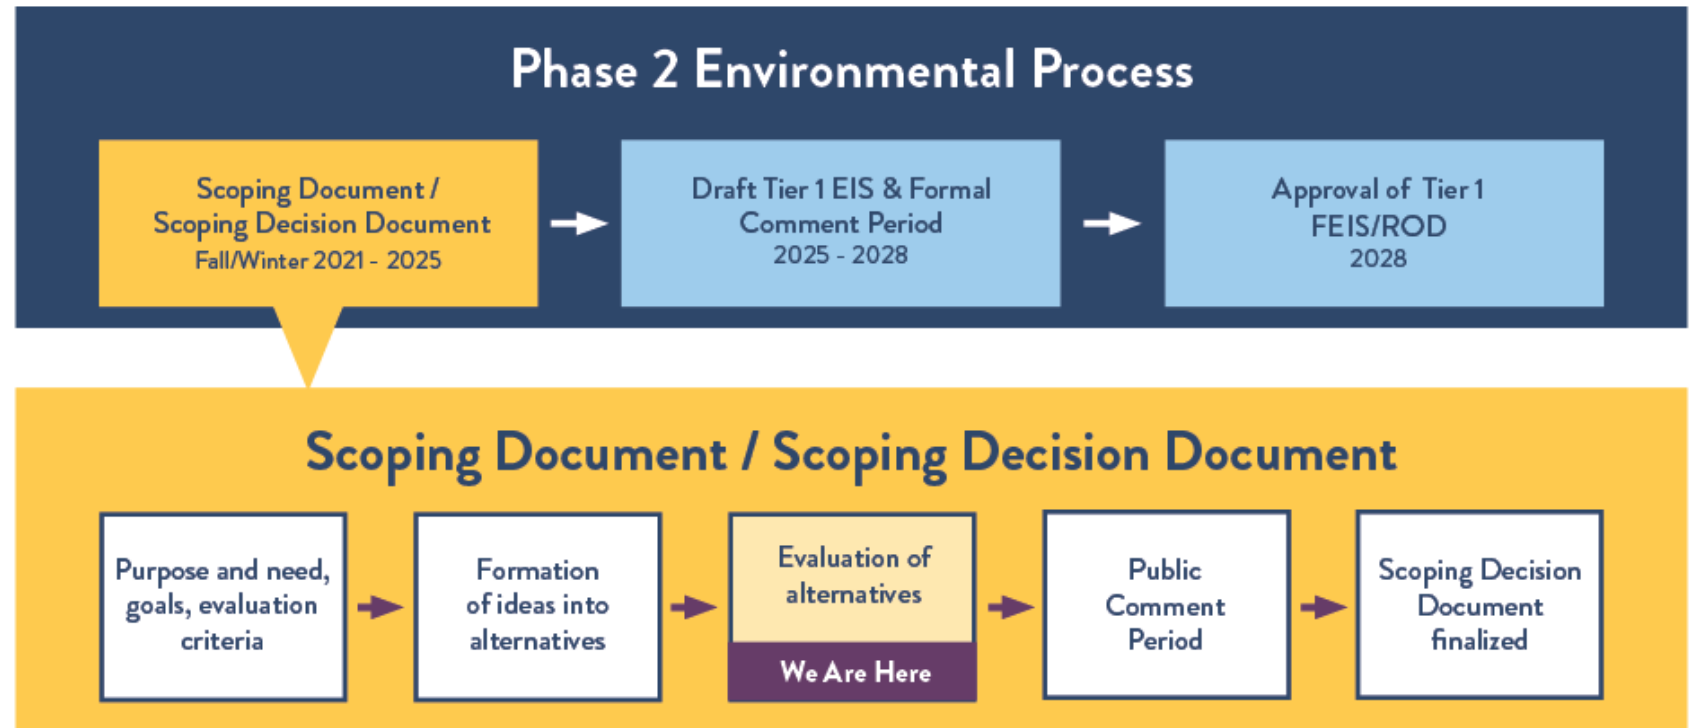 Phase 2 Environmental Process
Scoping Document /
Scoping Decision Document
Fall/Winter 2021 - 2025
Draft Tier 1 EIS & Formal
Comment Period
2025 - 2028
Approval of Tier 1
FEIS/ROD
2028
Scoping Document / Scoping Decision Document
Purpose and need,
goals, evaluation
criteria
Formation
of ideas into
alternatives
Evaluation of
alternatives
We Are Here
Public
Comment
Period
Scoping Decision
Document
finalized